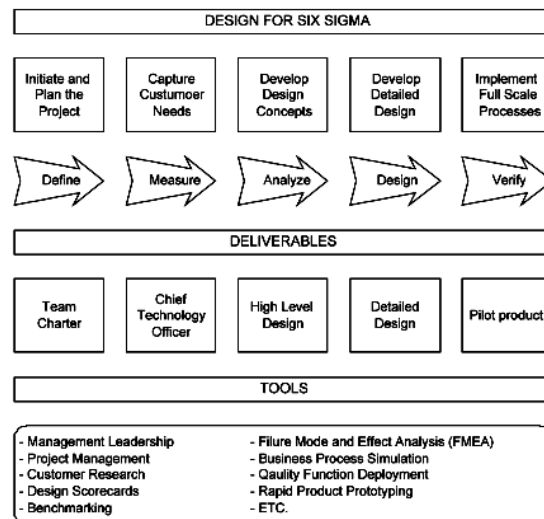 DESIGN FOR SIX SIGMA
Initiate and
Plan the
Project
Capture
Custumoer
Needs
Develop
Design
Concepts
Develop
Detailed
Design
Implement
Full Scale
Processes
Define
Measure
Analyze
Design
Verify
DELIVERABLES
Team
Charter
Chief
Technology
Officer
High Level
Design
Detailed
Design
Pilot product
TOOLS
- Management Leadership
- Project Management
- Customer Research
- Design Scorecards
- Benchmarking
- Filure Mode and Effect Analysis (FMEA)
- Business Process Simulation
- Qaulity Function Deployment
- Rapid Product Prototyping
- ETC.